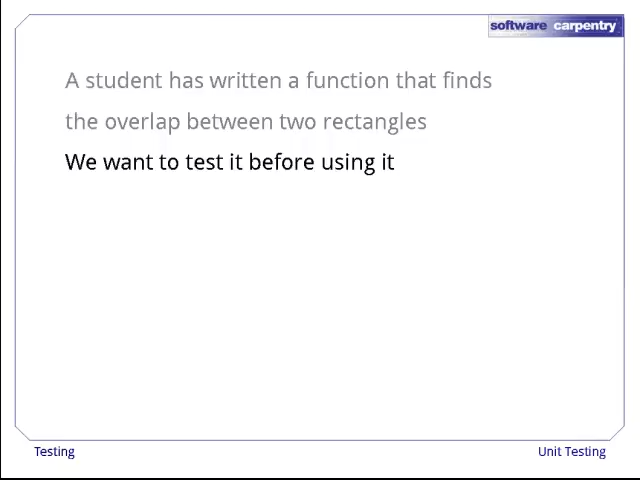 software carpentry
A student has written a function that finds
the overlap between two rectangles
We want to test it before using it
Testing
Unit Testing